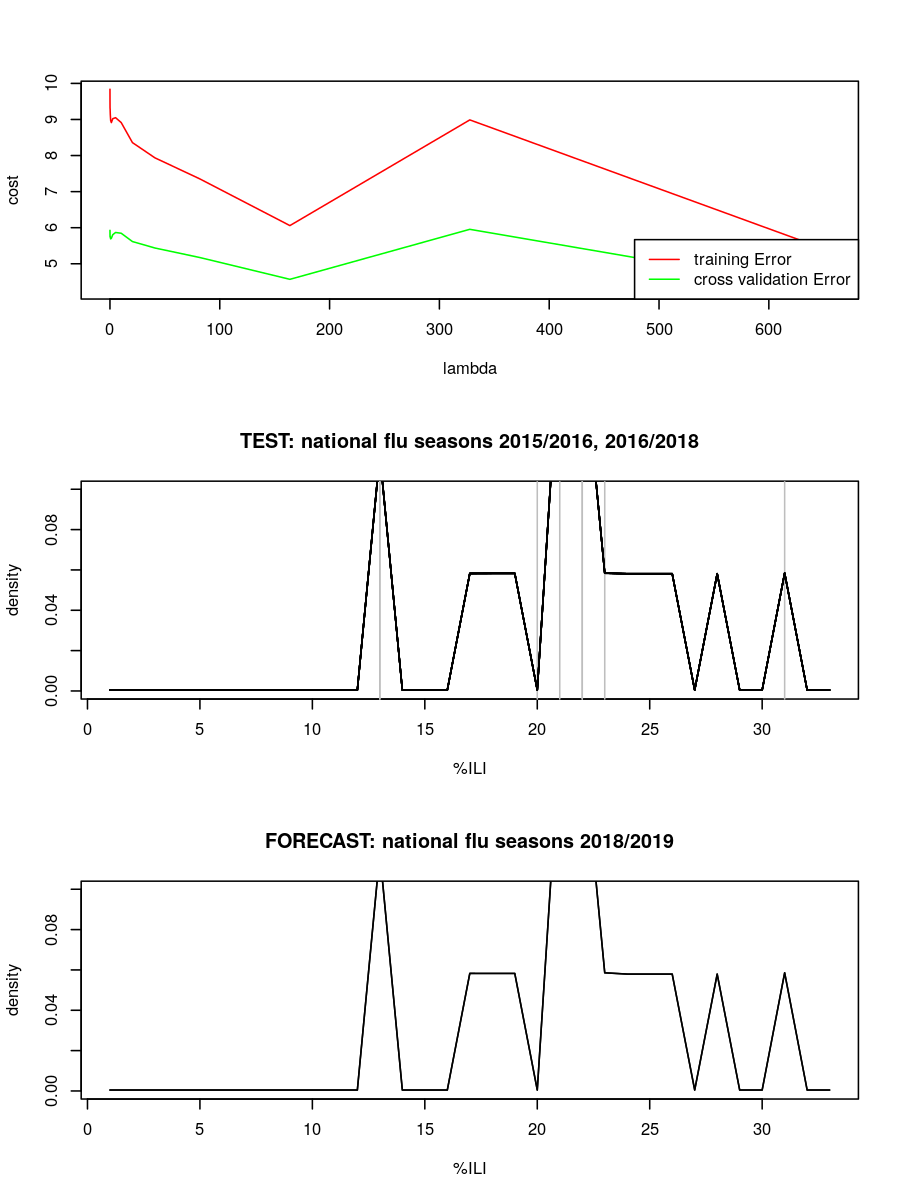 10
9
8
7
6
5
cost
training Error
cross validation Error
0 100 200 300 400 500 600
lambda
TEST: national flu seasons 2015/2016, 2016/2018
0.08
0.04
0.00
density
0 5 10 15 20 25 30
%ILI
FORECAST: national flu seasons 2018/2019
0.08
0.04
0.00
density
0 5 10 15 20 25 30
%ILI